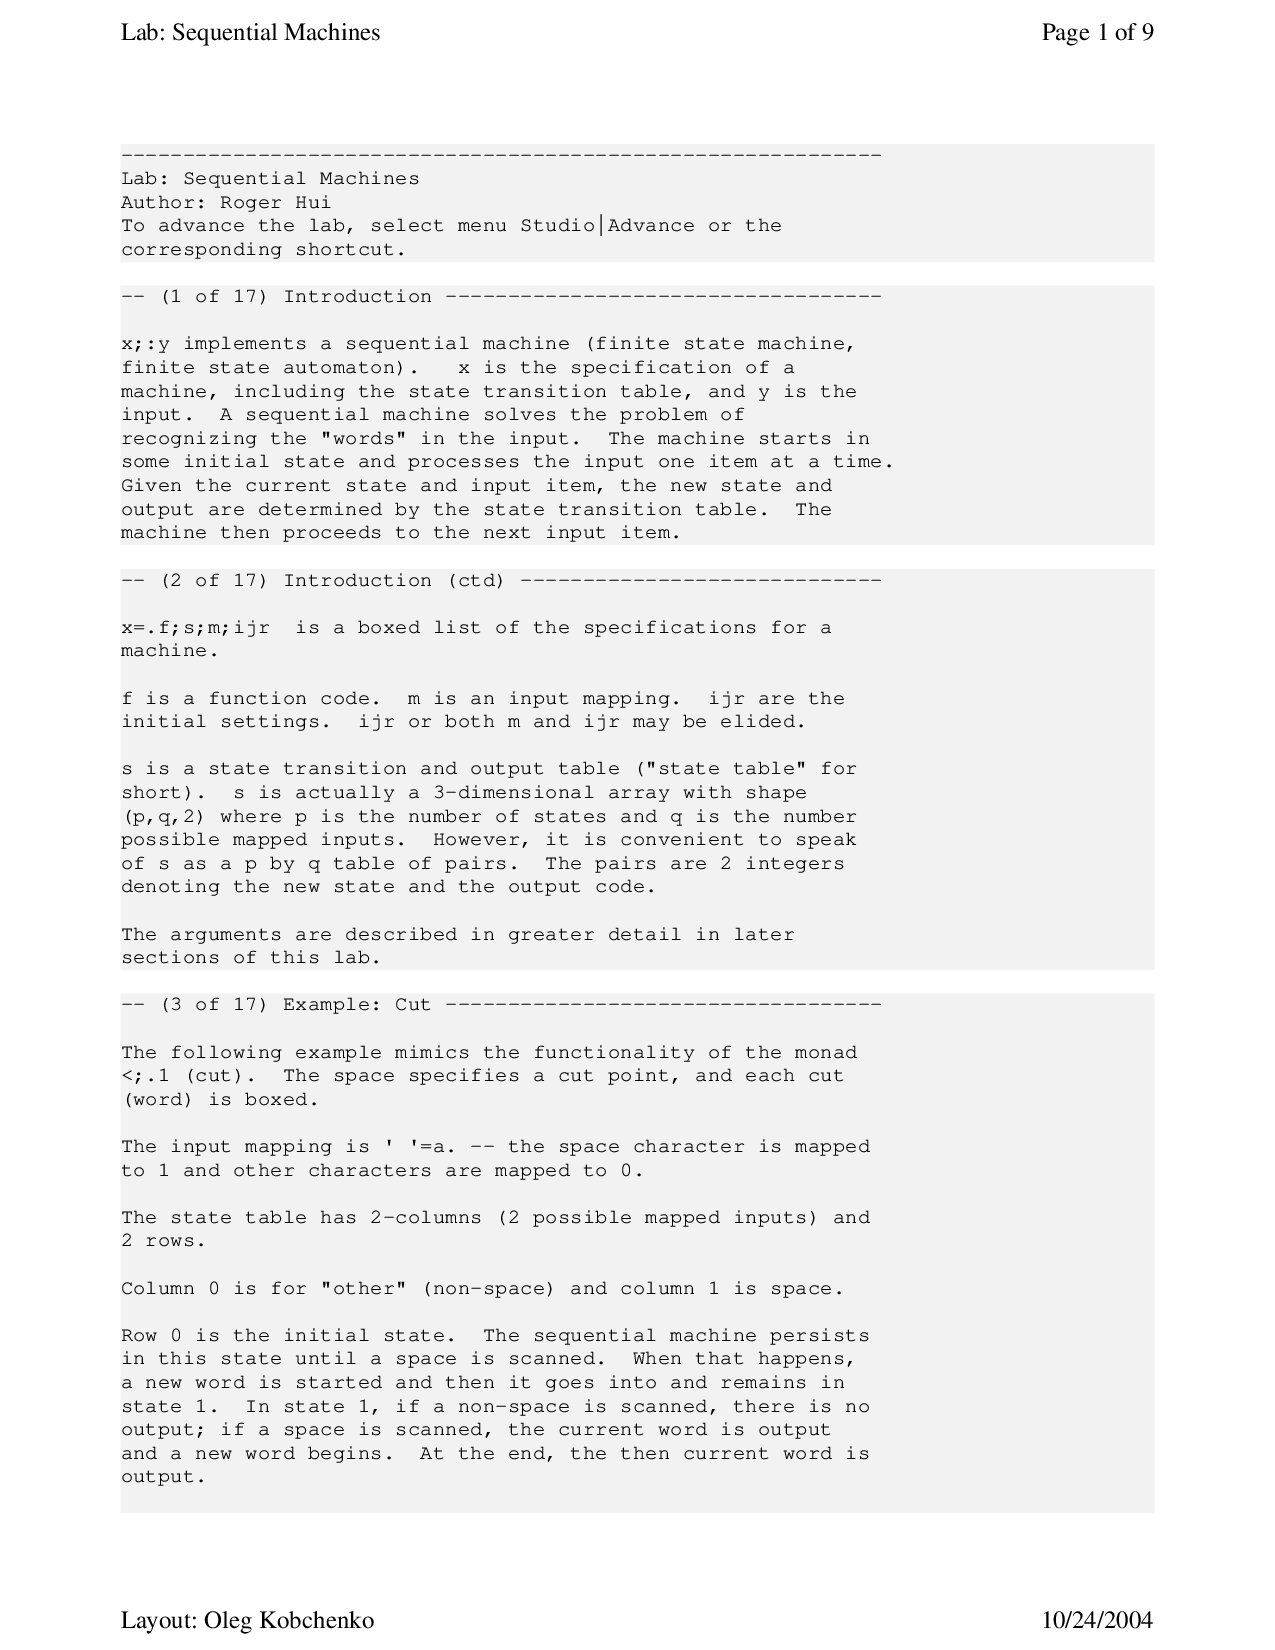 Lab: Sequential Machines
Page 1 of 9
-------------------------------------------------------------
Lab: Sequential Machines
Author: Roger Hui
To advance the lab, select menu Studio|Advance or the
corresponding shortcut.
-- (1 of 17) Introduction -----------------------------------
x;:y implements a sequential machine (finite state machine,
finite state automaton).   x is the specification of a
machine, including the state transition table, and y is the
input.  A sequential machine solves the problem of
recognizing the "words" in the input.  The machine starts in
some initial state and processes the input one item at a time.
Given the current state and input item, the new state and
output are determined by the state transition table.  The
machine then proceeds to the next input item.
-- (2 of 17) Introduction (ctd) -----------------------------
x=.f;s;m;ijr  is a boxed list of the specifications for a
machine.
f is a function code.  m is an input mapping.  ijr are the
initial settings.  ijr or both m and ijr may be elided.
s is a state transition and output table ("state table" for
short).  s is actually a 3-dimensional array with shape
(p,q,2) where p is the number of states and q is the number
possible mapped inputs.  However, it is convenient to speak
of s as a p by q table of pairs.  The pairs are 2 integers
denoting the new state and the output code.
The arguments are described in greater detail in later
sections of this lab.
-- (3 of 17) Example: Cut -----------------------------------
The following example mimics the functionality of the monad
<;.1 (cut).  The space specifies a cut point, and each cut
(word) is boxed.
The input mapping is ' '=a. -- the space character is mapped
to 1 and other characters are mapped to 0.
The state table has 2-columns (2 possible mapped inputs) and
2 rows.
Column 0 is for "other" (non-space) and column 1 is space.
Row 0 is the initial state.  The sequential machine persists
in this state until a space is scanned.  When that happens,
a new word is started and then it goes into and remains in
state 1.  In state 1, if a non-space is scanned, there is no
output; if a space is scanned, the current word is output
and a new word begins.  At the end, the then current word is
output.
Layout: Oleg Kobchenko
10/24/2004